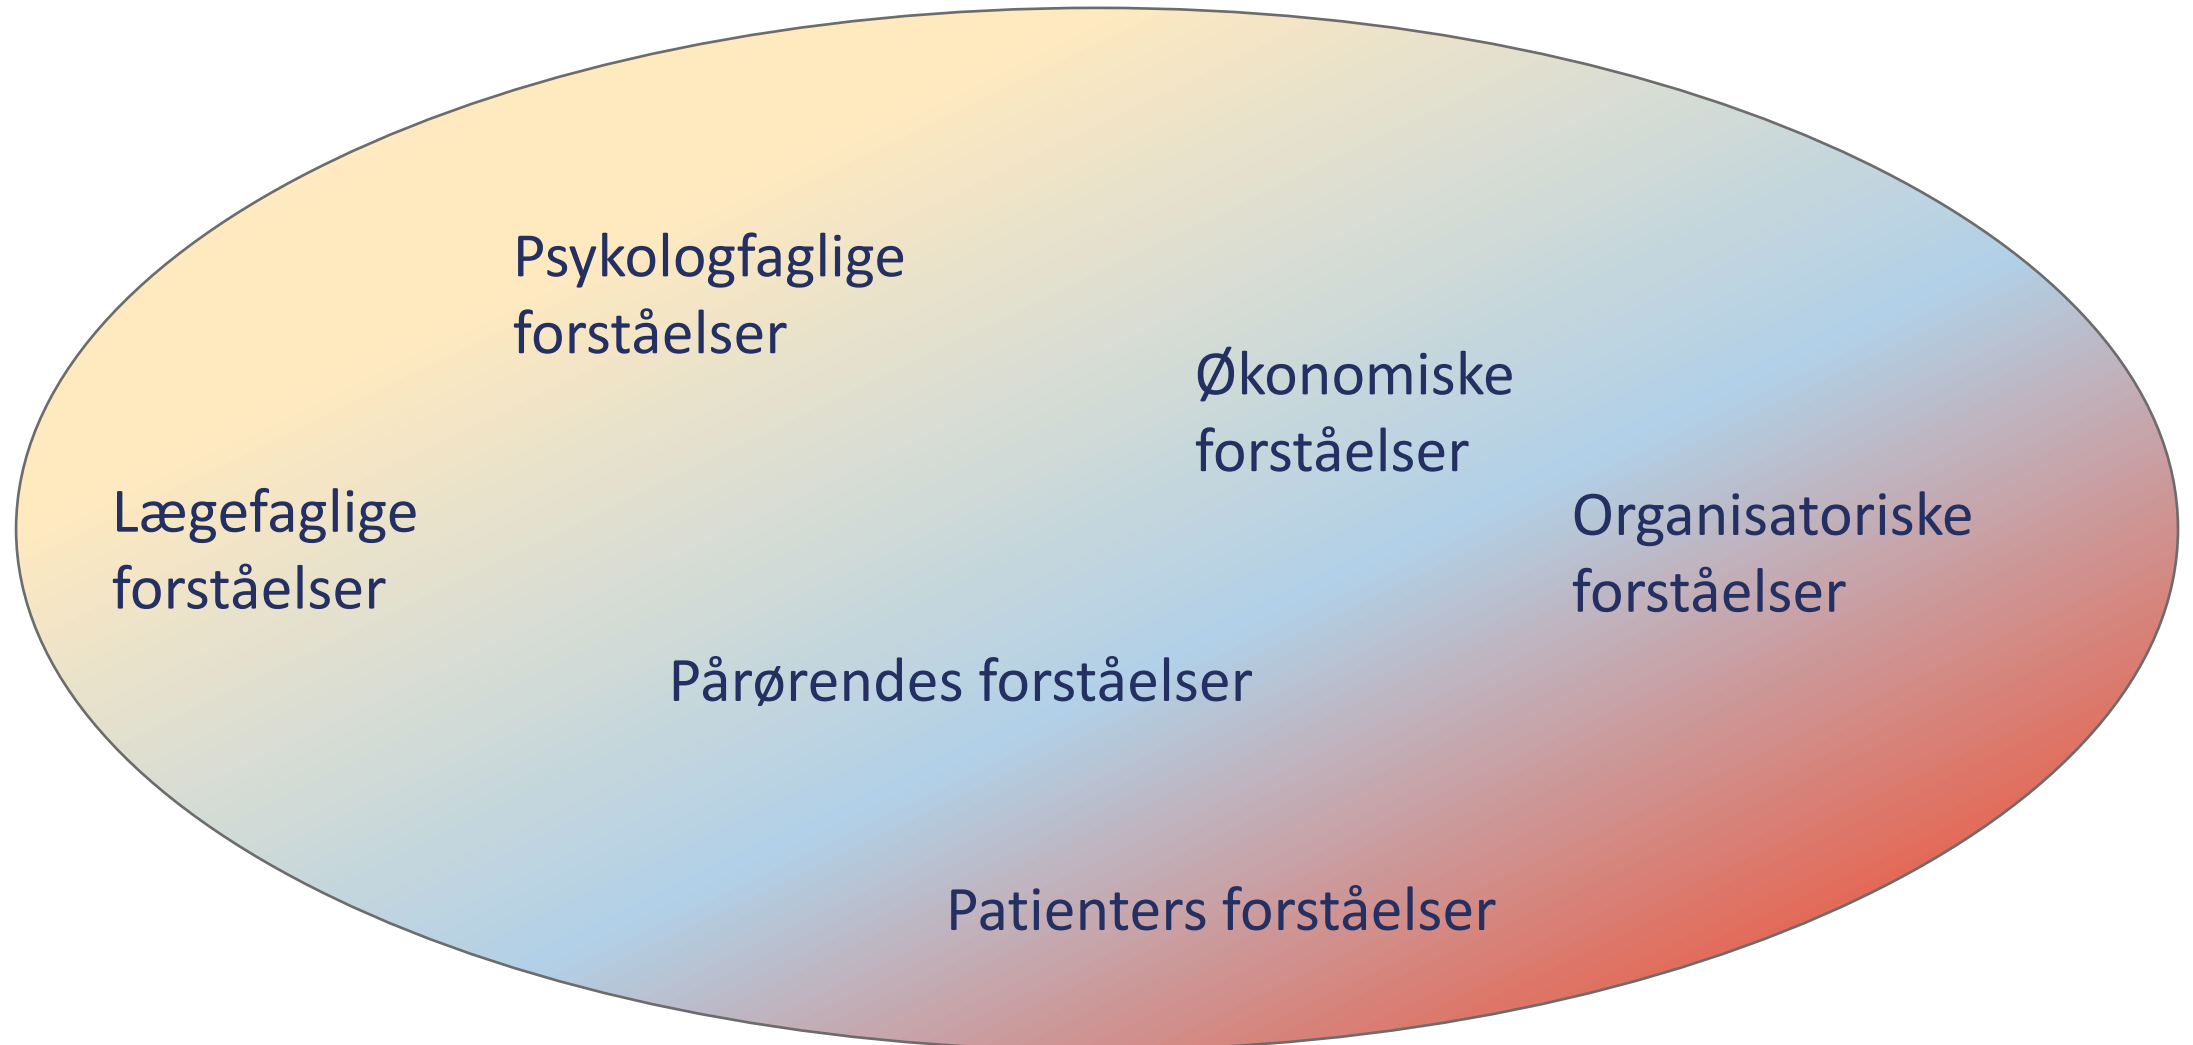 Psykologfaglige
forståelser
Økonomiske
forståelser
Lægefaglige
forståelser
Organisatoriske
forståelser
Pårørendes forståelser
Patienters forståelser